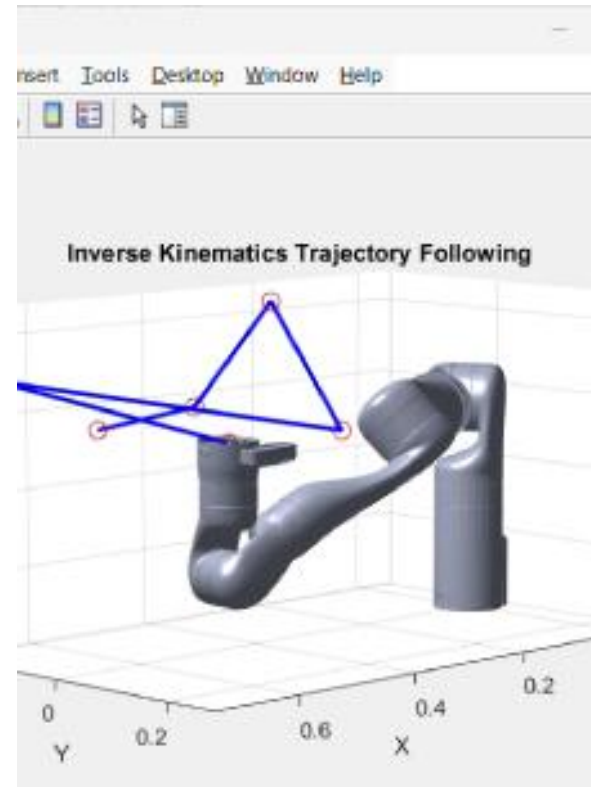 nsert Tools Desktop Window Help
Inverse Kinematics Trajectory Following
0.2
0.4
0.6
X
0
0.2
Y